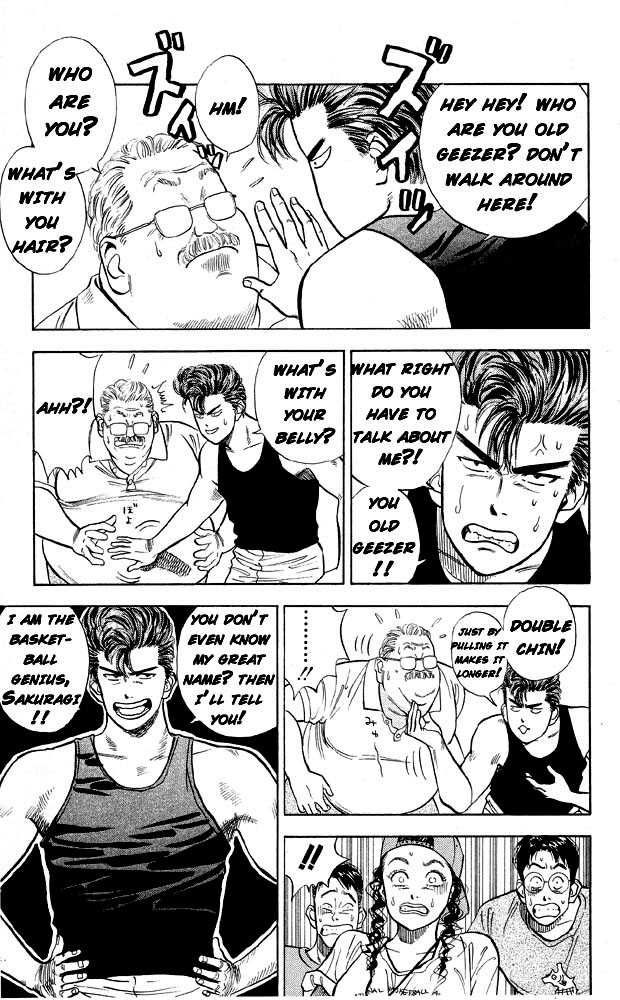 HEY HEY! WHO
ARE YOU OLD
GEEZER? DON'T
WALK AROUND
HERE!
HM!
WHO
ARE
YOU?
WHAT'S
WITH
YOU
HAIR?
WHAT RIGHT
DO YOU
HAVE TO
TALK ABOUT
ME?!
YOU
OLD
GEEZER
!!
WHAT'S
WITH
YOUR
BELLY?
AHH?!
ぼよ
DOUBLE
CHIN!
JUST BY
PULLING IT
MAKES IT
LONGER!
!!
YOU DON'T
EVEN KNOW
MY GREAT
NAME? THEN
I'LL TELL
YOU!
I AM THE
BASKET-
BALL
GENIUS,
SAKURAGI
!!